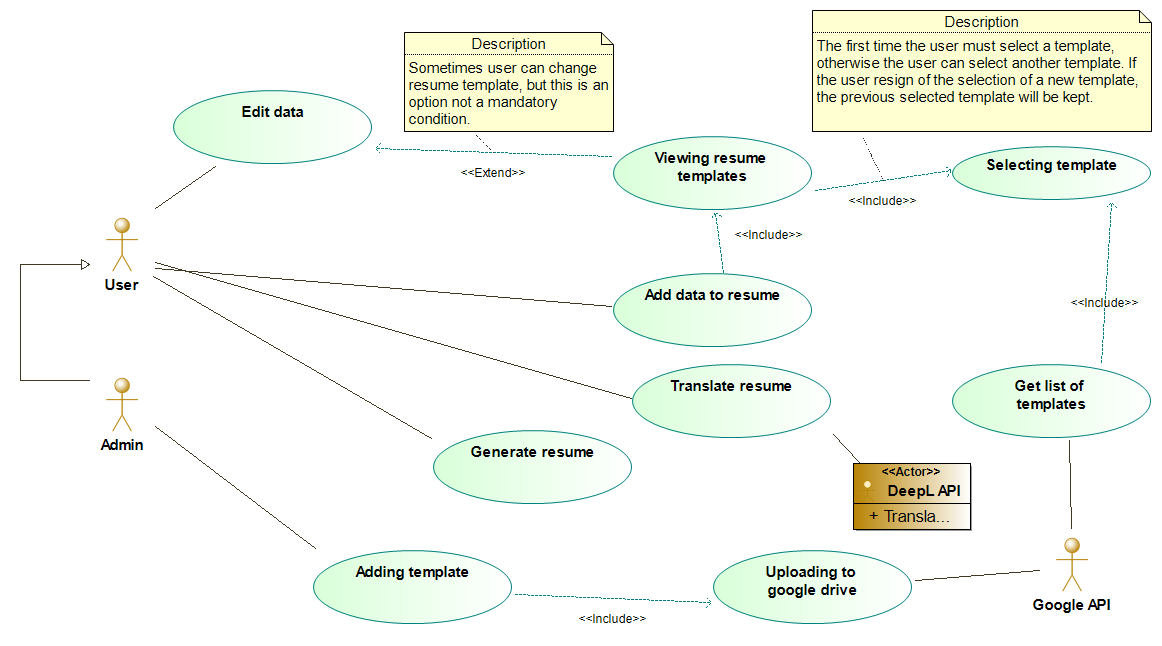 Description
The first time the user must select a template,
otherwise the user can select another template. If
the user resign of the selection of a new template,
the previous selected template will be kept.
Description
Sometimes user can change
resume template, but this is an
option not a mandatory
condition.
Edit data
Viewing resume
templates
Selecting template
<<Extend>>
<<Include>>
<<Include>>
User
Add data to resume
<<Include>>
Translate resume
Get list of
templates
Admin
Generate resume
<<Actor>>
DeepL API
+ Transla...
Adding template
Uploading to
google drive
Google API
<<Include>>